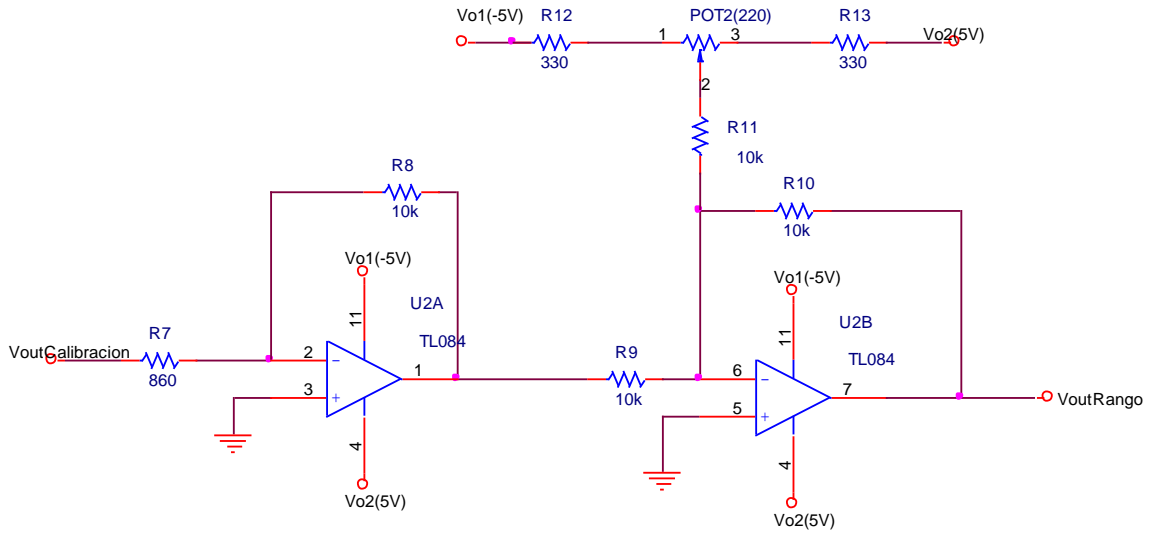 Vo1(-5V)
R12
POT2(220)
R13
1
3
Vo2(5V)
330
330
2
R11
10k
R8
10k
R10
10k
Vo1(-5V)
Vo1(-5V)
11
U2A
11
U2B
R7
TL084
TL084
VoutCalibracion
860
2
−
1
R9
10k
6
−
7
VoutRango
3
+
5
+
4
4
Vo2(5V)
Vo2(5V)